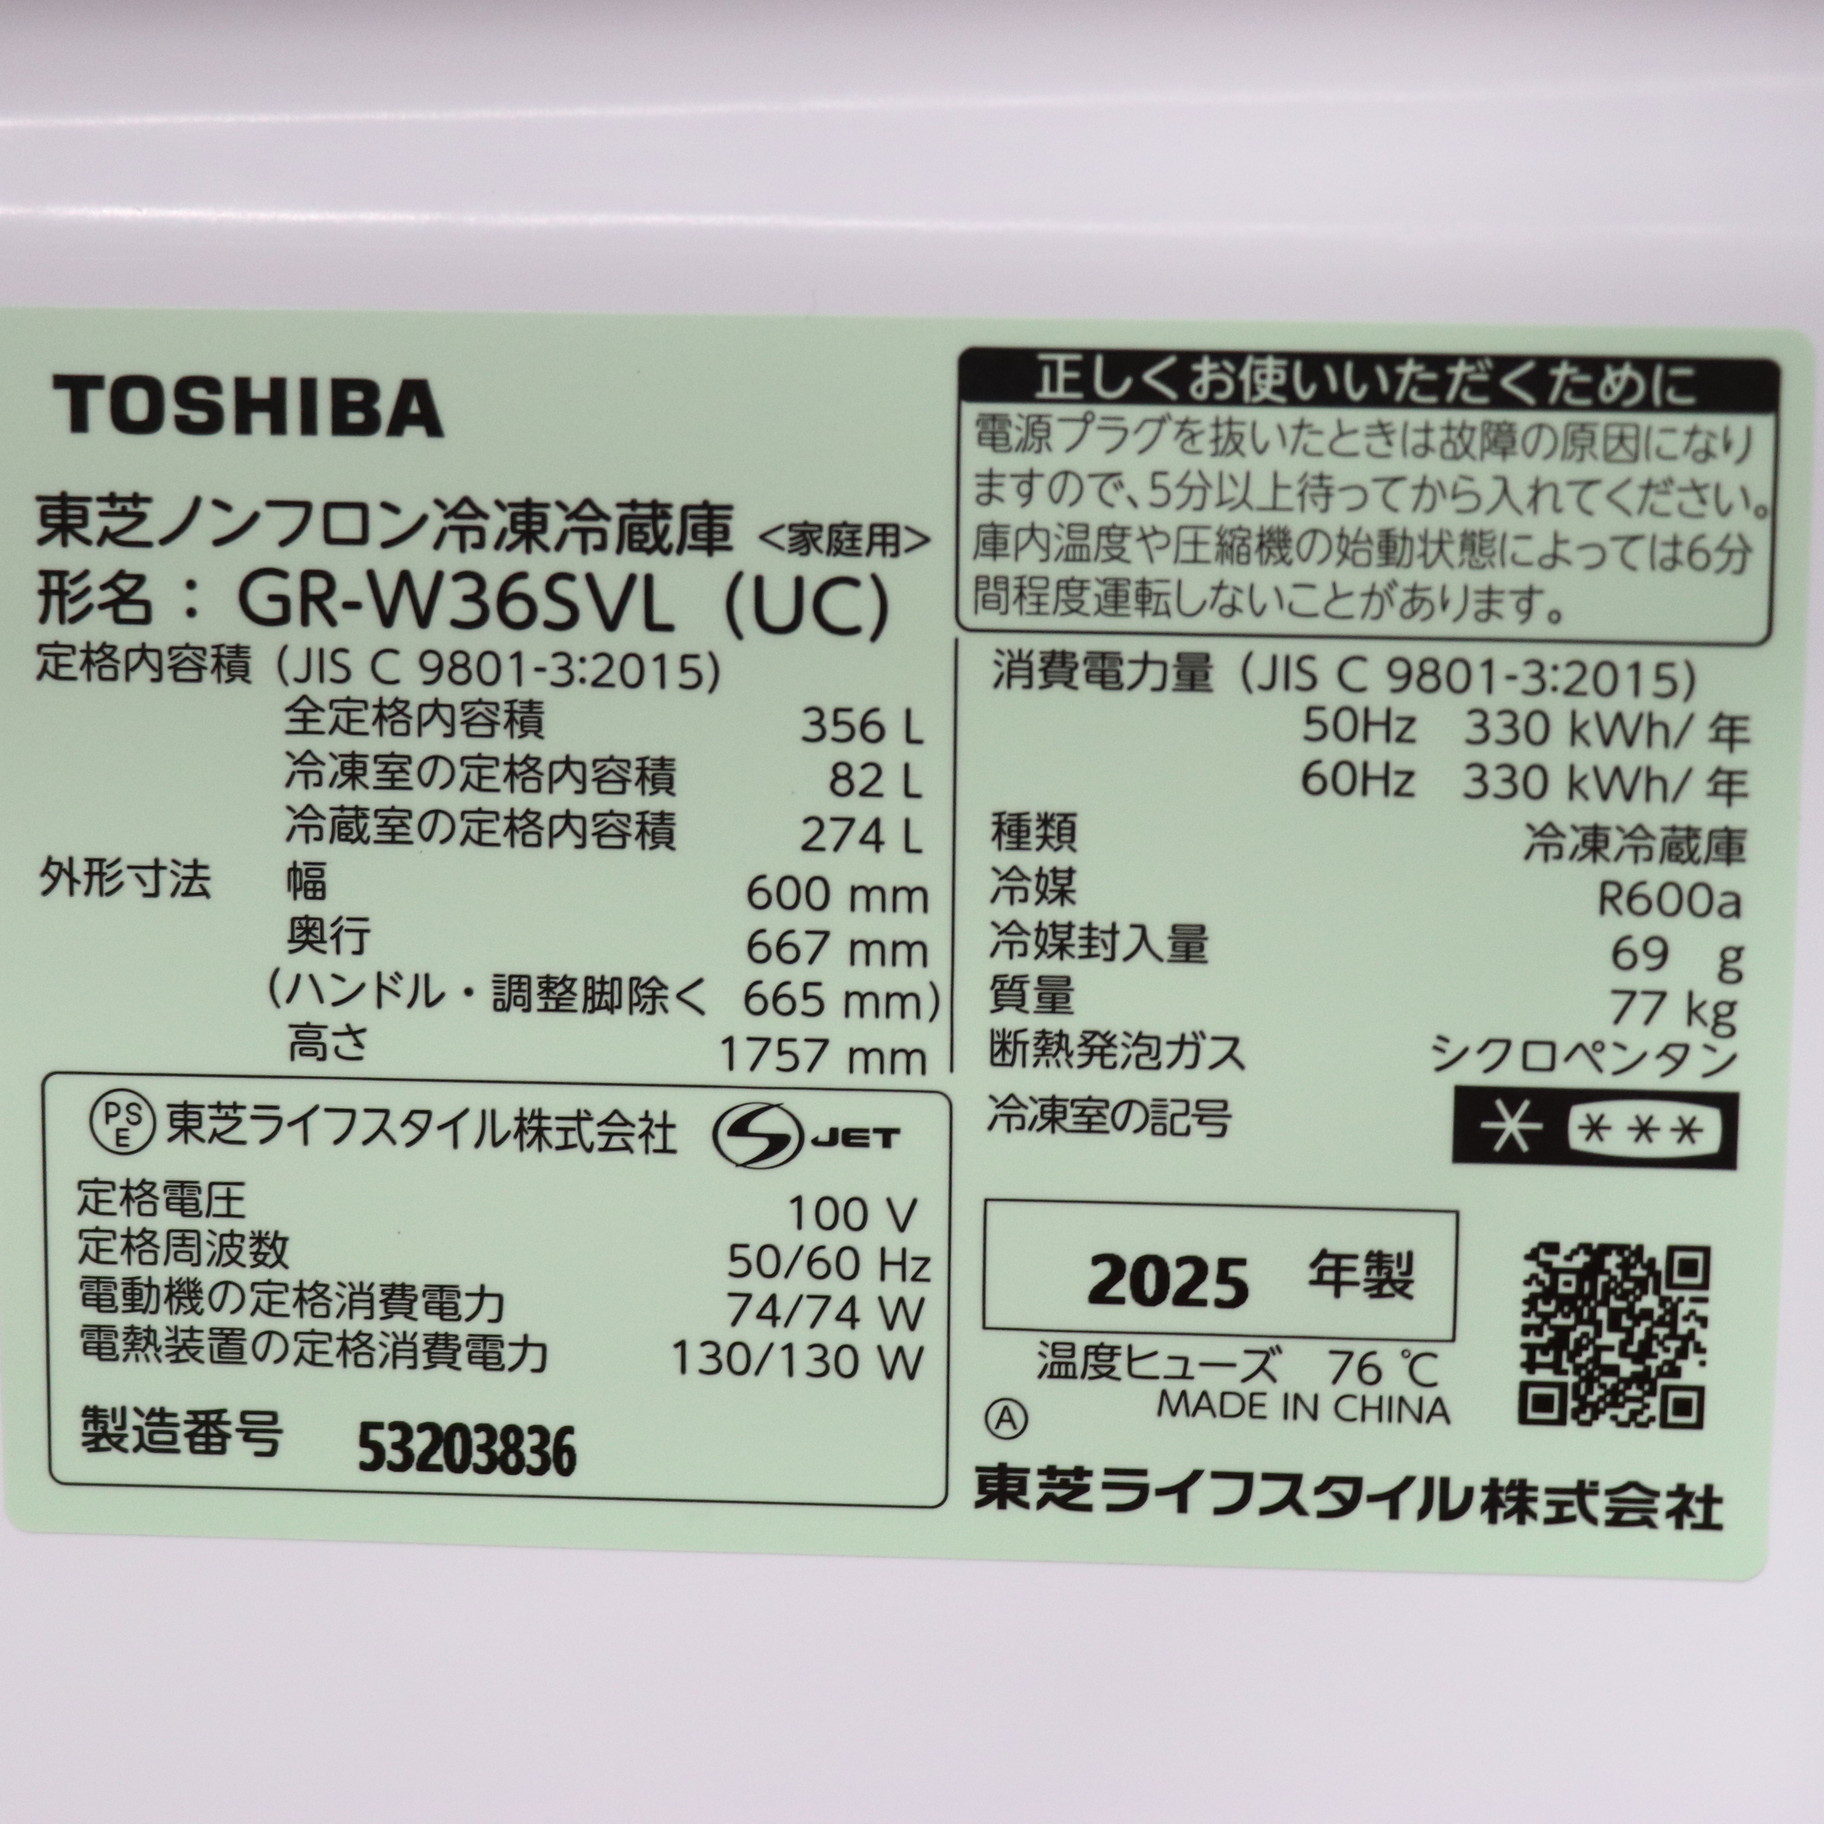 TOSHIBA
東芝ノンフロン冷凍冷蔵庫 <家庭用>
形名： GR-W36SVL (UC)
定格内容積 (JIS C 9801-3:2015)
全定格内容積 356 L
冷凍室の定格内容積 82 L
冷蔵室の定格内容積 274 L
外形寸法 幅 600 mm
奥行 667 mm
(ハンドル・調整脚除く 665 mm)
高さ 1757 mm
PSE 東芝ライフスタイル株式会社 S JET
定格電圧 100 V
定格周波数 50/60 Hz
電動機の定格消費電力 74/74 W
電熱装置の定格消費電力 130/130 W
製造番号 53203836
正しくお使いいただくために
電源プラグを抜いたときは故障の原因になり
ますので、5分以上待ってから入れてください。
庫内温度や圧縮機の始動状態によっては6分
間程度運転しないことがあります。
消費電力量 (JIS C 9801-3:2015)
50Hz 330 kWh/年
60Hz 330 kWh/年
種類 冷凍冷蔵庫
冷媒 R600a
冷媒封入量 69 g
質量 77 kg
断熱発泡ガス シクロペンタン
冷凍室の記号
2025 年製
温度ヒューズ 76 ℃
Ⓐ MADE IN CHINA
東芝ライフスタイル株式会社